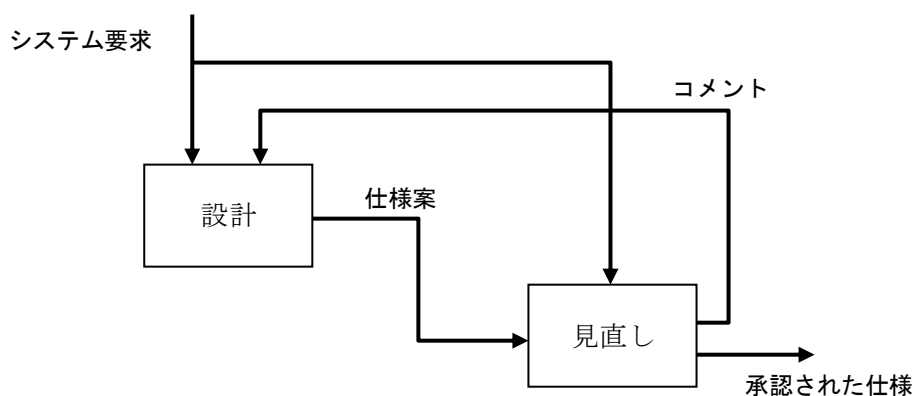 システム要求
コメント
仕様案
設計
見直し
承認された仕様